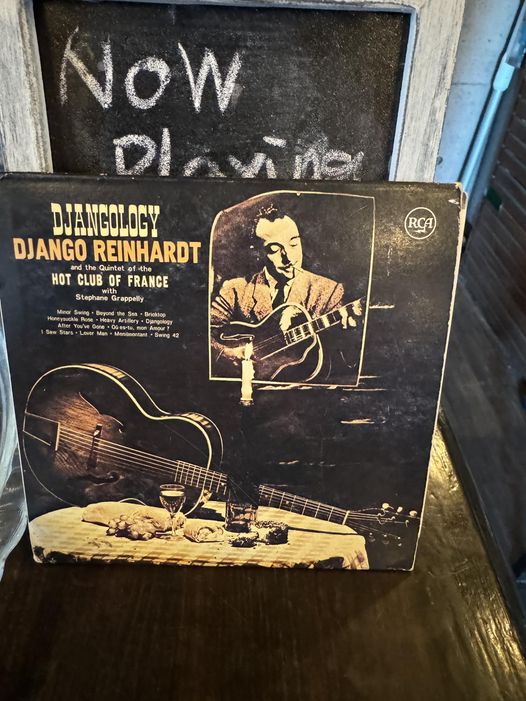 Now
Playing
DJANGOLOGY
DJANGO REINHARDT
and the Quintet of the
HOT CLUB OF FRANCE
with
Stephane Grappelly
Minor Swing • Beyond the Sea • Bricktop
Honeysuckle Rose • Heavy Artillery • Djangology
After You've Gone • Où es-tu, mon Amour ?
I Saw Stars • Lover Man • Menilmontant • Swing 42
RCA